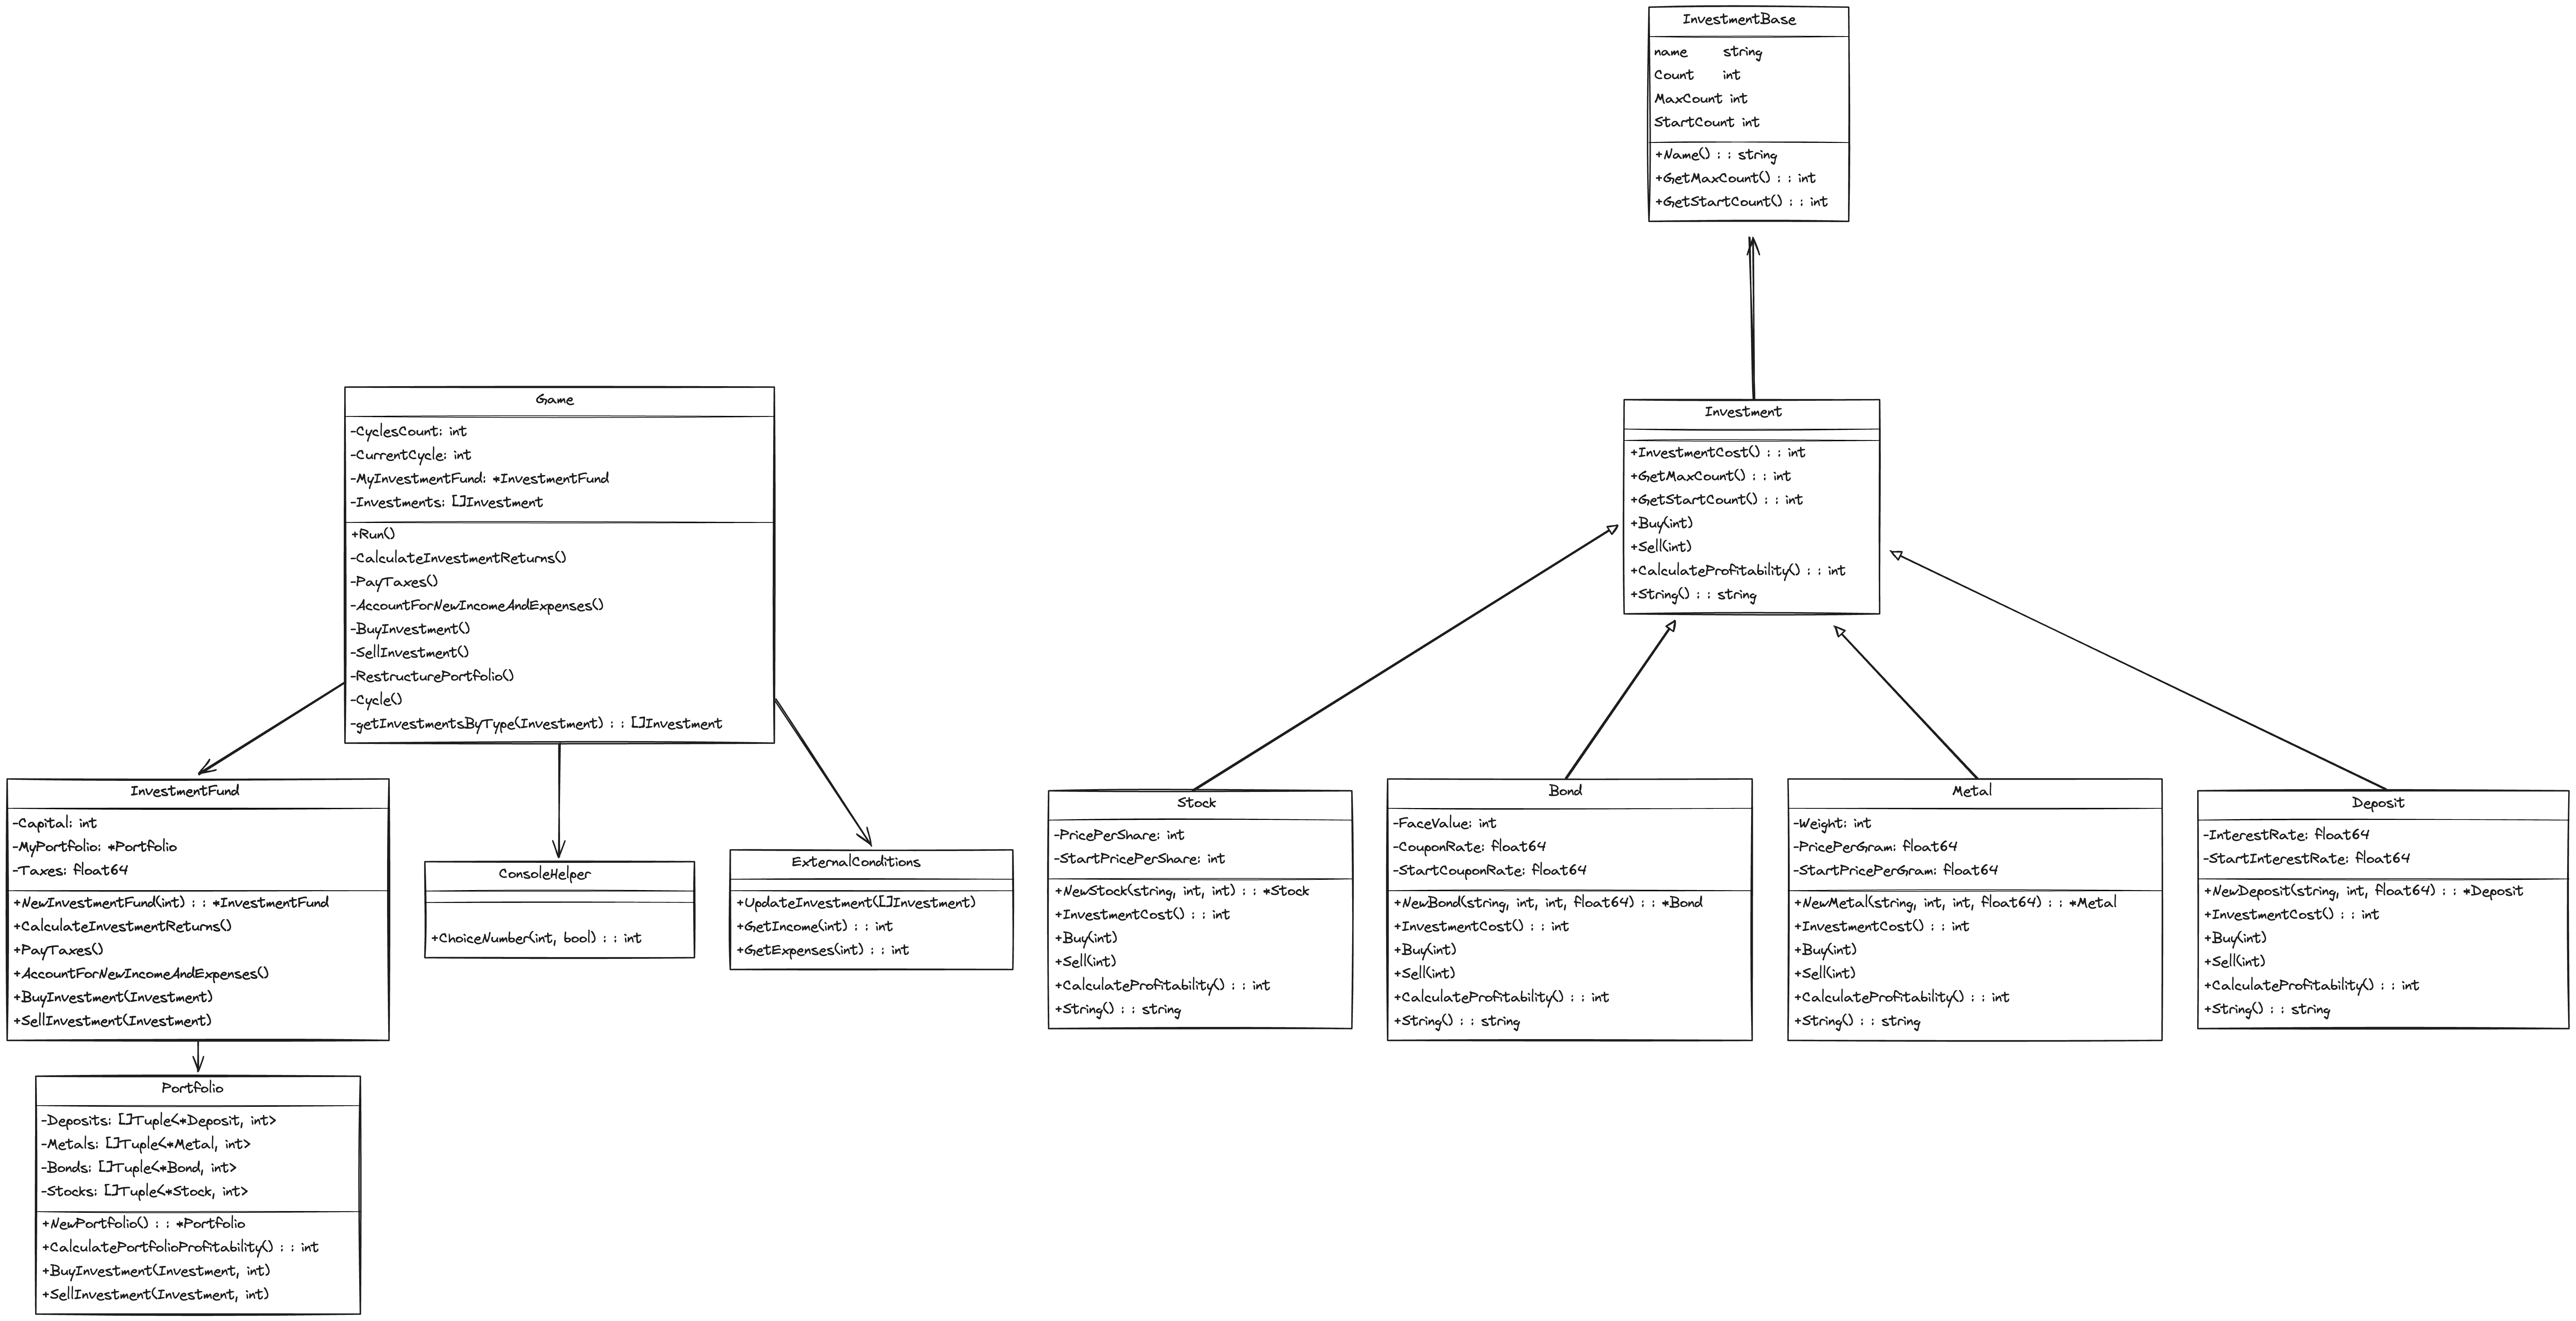 InvestmentBase
name string
Count int
MaxCount int
StartCount int
+Name() : : string
+GetMaxCount() : : int
+GetStartCount() : : int
Game
-CyclesCount: int
-CurrentCycle: int
-MyInvestmentFund: *InvestmentFund
-Investments: []Investment
+Run()
-CalculateInvestmentReturns()
-PayTaxes()
-AccountForNewIncomeAndExpenses()
-BuyInvestment()
-SellInvestment()
-RestructurePortfolio()
-Cycle()
-getInvestmentsByType(Investment) : : []Investment
Investment
+InvestmentCost() : : int
+GetMaxCount() : : int
+GetStartCount() : : int
+Buy(int)
+Sell(int)
+CalculateProfitability() : : int
+String() : : string
InvestmentFund
-Capital: int
-MyPortfolio: *Portfolio
-Taxes: float64
+NewInvestmentFund(int) : : *InvestmentFund
+CalculateInvestmentReturns()
+PayTaxes()
+AccountForNewIncomeAndExpenses()
+BuyInvestment(Investment)
+SellInvestment(Investment)
ConsoleHelper
+ChoiceNumber(int, bool) : : int
ExternalConditions
+UpdateInvestment([]Investment)
+GetIncome(int) : : int
+GetExpenses(int) : : int
Stock
-PricePerShare: int
-StartPricePerShare: int
+NewStock(string, int, int) : : *Stock
+InvestmentCost() : : int
+Buy(int)
+Sell(int)
+CalculateProfitability() : : int
+String() : : string
Bond
-FaceValue: int
-CouponRate: float64
-StartCouponRate: float64
+NewBond(string, int, int, float64) : : *Bond
+InvestmentCost() : : int
+Buy(int)
+Sell(int)
+CalculateProfitability() : : int
+String() : : string
Metal
-Weight: int
-PricePerGram: float64
-StartPricePerGram: float64
+NewMetal(string, int, int, float64) : : *Metal
+InvestmentCost() : : int
+Buy(int)
+Sell(int)
+CalculateProfitability() : : int
+String() : : string
Deposit
-InterestRate: float64
-StartInterestRate: float64
+NewDeposit(string, int, float64) : : *Deposit
+InvestmentCost() : : int
+Buy(int)
+Sell(int)
+CalculateProfitability() : : int
+String() : : string
Portfolio
-Deposits: []Tuple<*Deposit, int>
-Metals: []Tuple<*Metal, int>
-Bonds: []Tuple<*Bond, int>
-Stocks: []Tuple<*Stock, int>
+NewPortfolio() : : *Portfolio
+CalculatePortfolioProfitability() : : int
+BuyInvestment(Investment, int)
+SellInvestment(Investment, int)